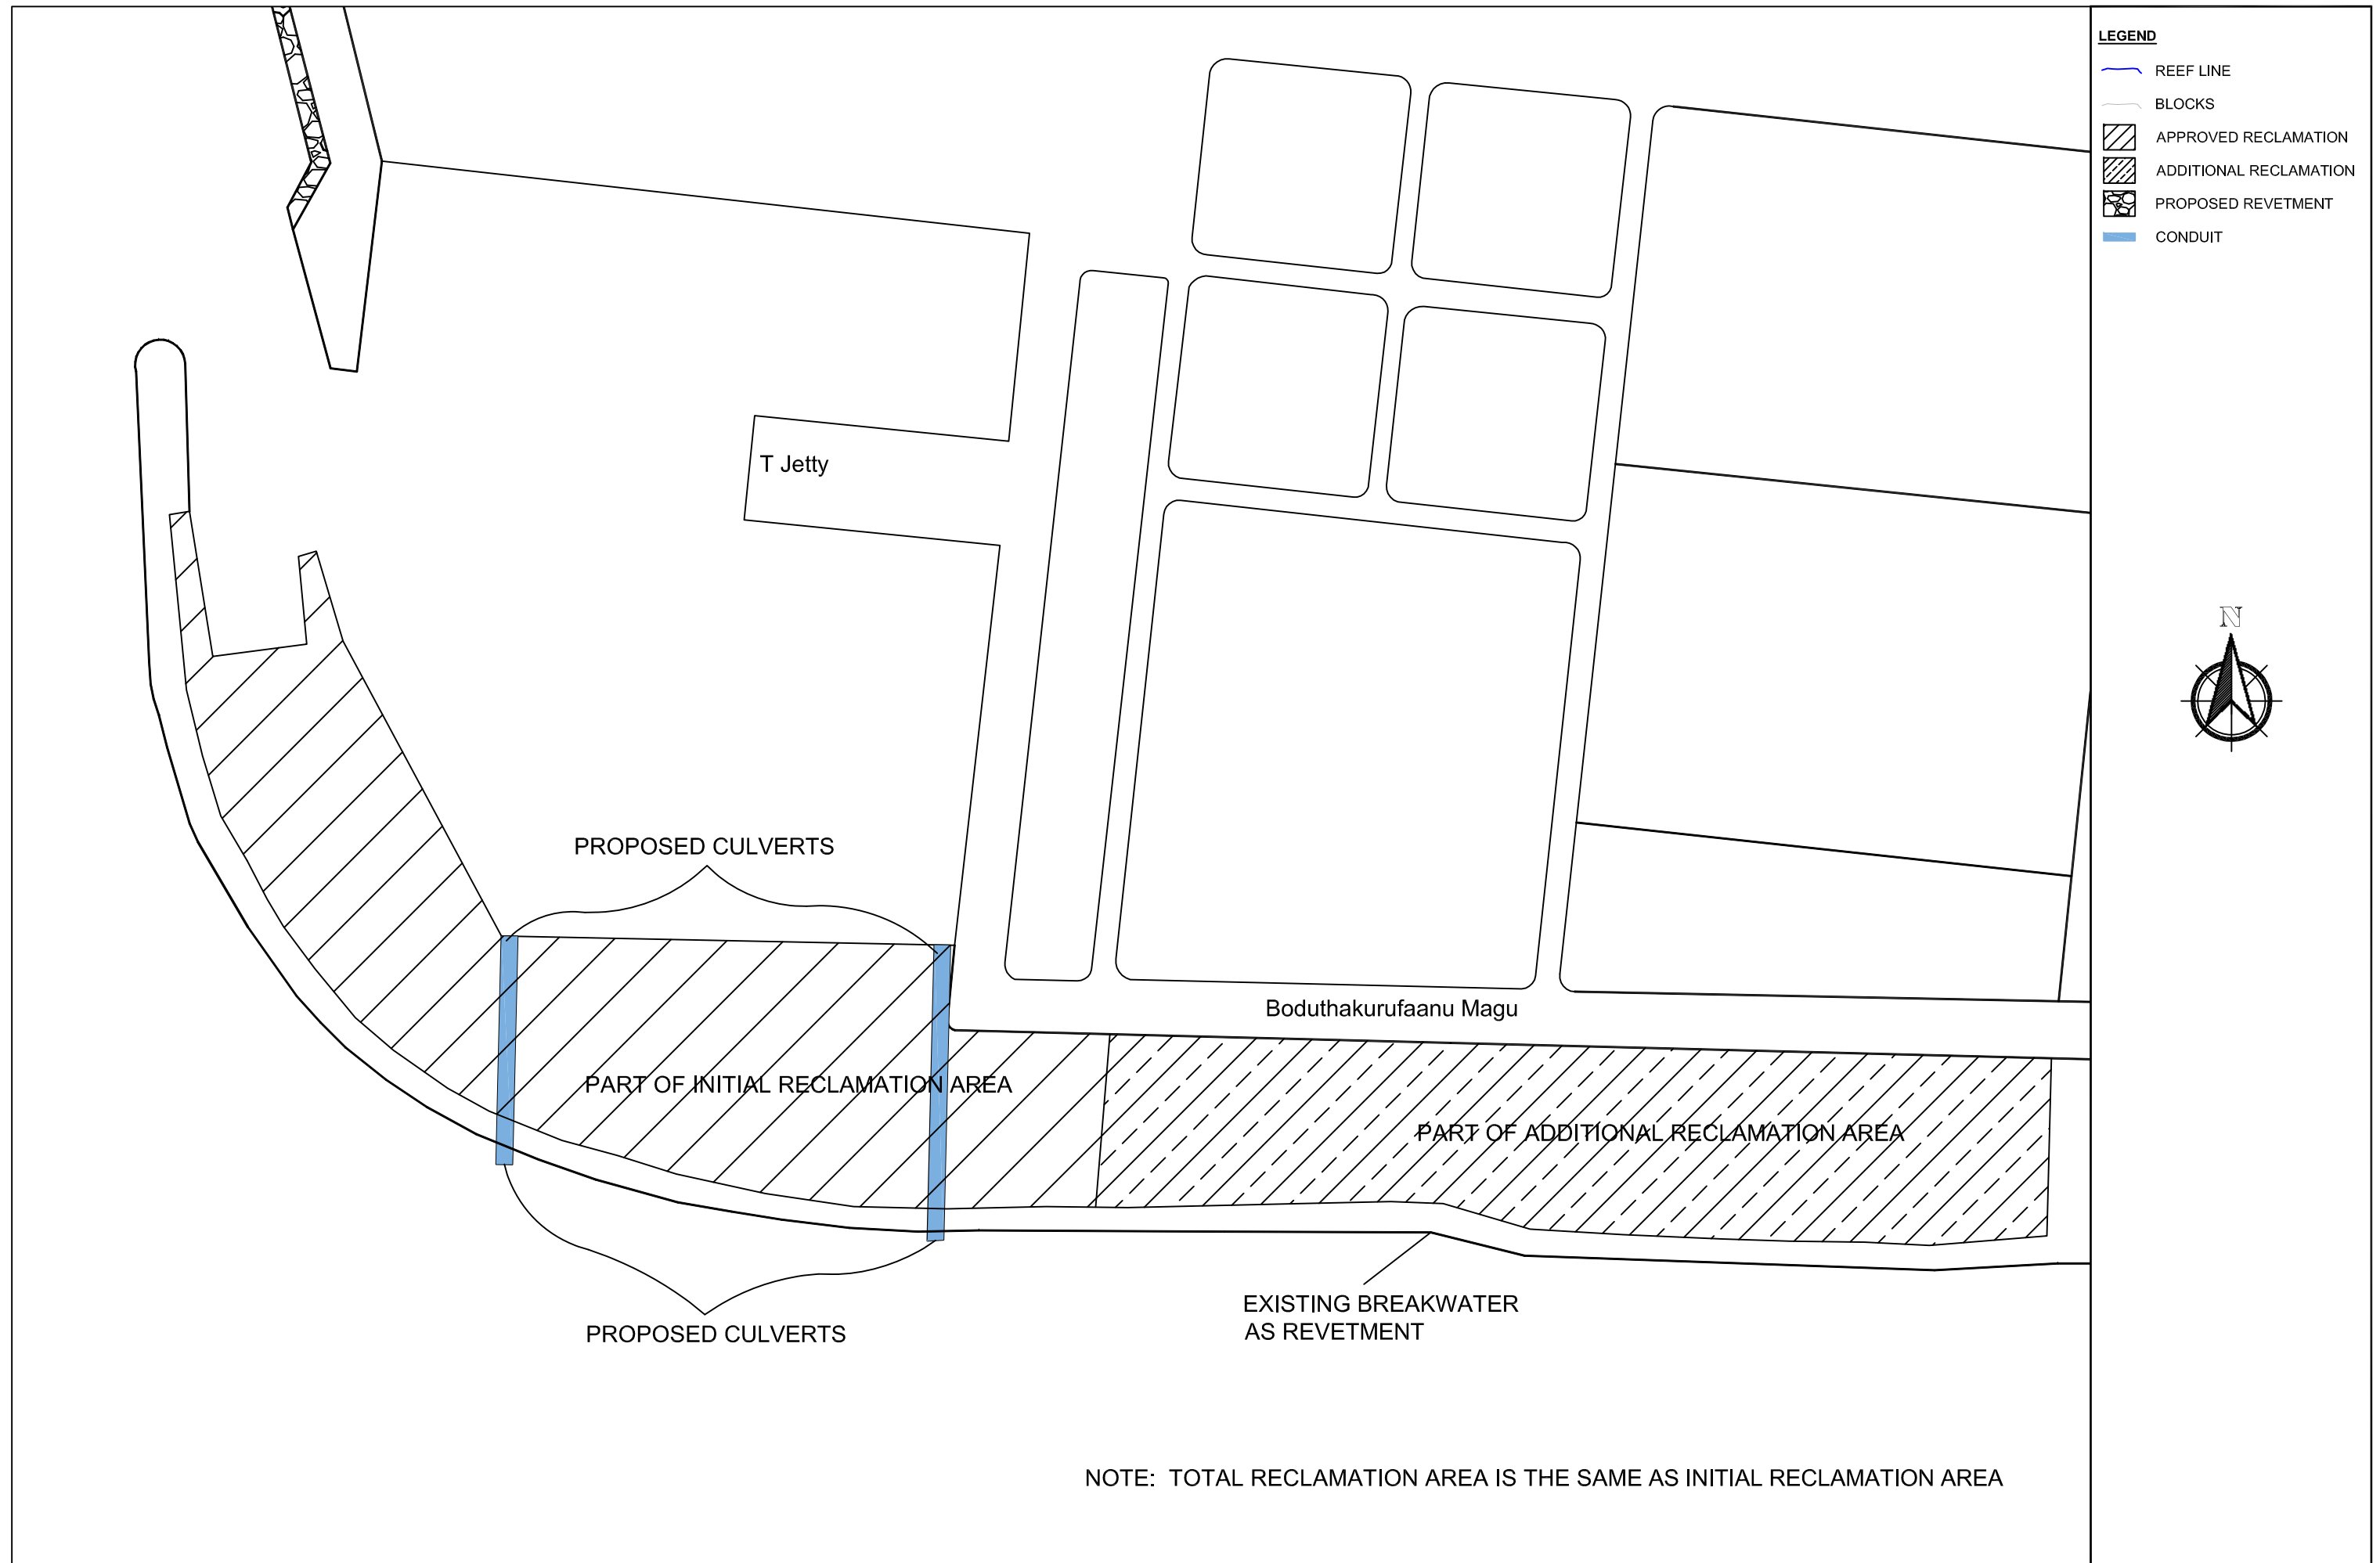 LEGEND
REEF LINE
BLOCKS
APPROVED RECLAMATION
ADDITIONAL RECLAMATION
PROPOSED REVETMENT
CONDUIT
N
T Jetty
PROPOSED CULVERTS
Boduthakurufaanu Magu
PART OF INITIAL RECLAMATION AREA
PART OF ADDITIONAL RECLAMATION AREA
EXISTING BREAKWATER
AS REVETMENT
PROPOSED CULVERTS
NOTE: TOTAL RECLAMATION AREA IS THE SAME AS INITIAL RECLAMATION AREA